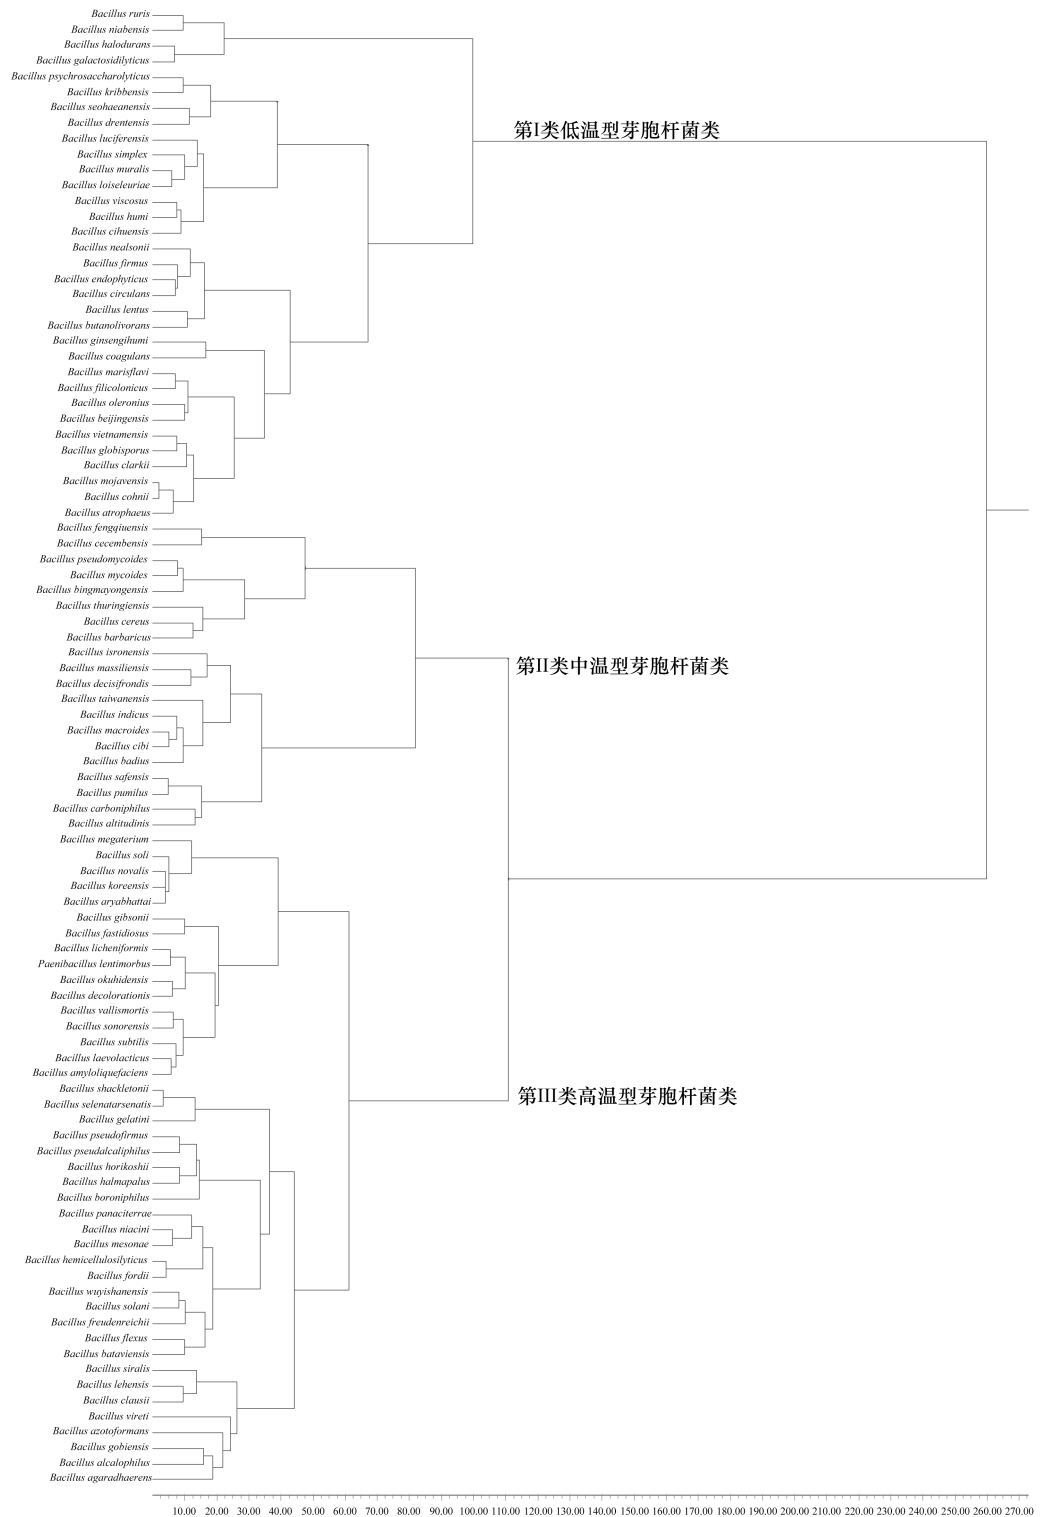 Bacillus ruris
Bacillus niabensis
Bacillus halodurans
Bacillus galactosidilyticus
Bacillus psychrosaccharolyticus
Bacillus kribbensis
Bacillus seohaeanensis
Bacillus drentensis
第I类低温型芽胞杆菌类
Bacillus luciferensis
Bacillus simplex
Bacillus muralis
Bacillus loiseleuriae
Bacillus viscosus
Bacillus humi
Bacillus cihuensis
Bacillus nealsonii
Bacillus firmus
Bacillus endophyticus
Bacillus circulans
Bacillus lentus
Bacillus butanolivorans
Bacillus ginsengihumi
Bacillus coagulans
Bacillus marisflavi
Bacillus filicolonicus
Bacillus oleronius
Bacillus beijingensis
Bacillus vietnamensis
Bacillus globisporus
Bacillus clarkii
Bacillus mojavensis
Bacillus cohnii
Bacillus atrophaeus
Bacillus fengqiuensis
Bacillus cecembensis
Bacillus pseudomycoides
Bacillus mycoides
Bacillus bingmayongensis
Bacillus thuringiensis
Bacillus cereus
Bacillus barbaricus
Bacillus isronensis
第II类中温型芽胞杆菌类
Bacillus massiliensis
Bacillus decisifrondis
Bacillus taiwanensis
Bacillus indicus
Bacillus macroides
Bacillus cibi
Bacillus badius
Bacillus safensis
Bacillus pumilus
Bacillus carboniphilus
Bacillus altitudinis
Bacillus megaterium
Bacillus soli
Bacillus novalis
Bacillus koreensis
Bacillus aryabhattai
Bacillus gibsonii
Bacillus fastidiosus
Bacillus licheniformis
Paenibacillus lentimorbus
Bacillus okuhidensis
Bacillus decolorationis
Bacillus vallismortis
Bacillus sonorensis
Bacillus subtilis
Bacillus laevolacticus
Bacillus amyloliquefaciens
Bacillus shackletonii
第III类高温型芽胞杆菌类
Bacillus selenatarsenatis
Bacillus gelatini
Bacillus pseudofirmus
Bacillus pseudalcaliphilus
Bacillus horikoshii
Bacillus halmapalus
Bacillus boroniphilus
Bacillus panaciterrae
Bacillus niacini
Bacillus mesonae
Bacillus hemicellulosilyticus
Bacillus fordii
Bacillus wuyishanensis
Bacillus solani
Bacillus freudenreichii
Bacillus flexus
Bacillus bataviensis
Bacillus siralis
Bacillus lehensis
Bacillus clausii
Bacillus vireti
Bacillus azotoformans
Bacillus gobiensis
Bacillus alcalophilus
Bacillus agaradhaerens
10.00 20.00 30.00 40.00 50.00 60.00 70.00 80.00 90.00 100.00 110.00 120.00 130.00 140.00 150.00 160.00 170.00 180.00 190.00 200.00 210.00 220.00 230.00 240.00 250.00 260.00 270.00